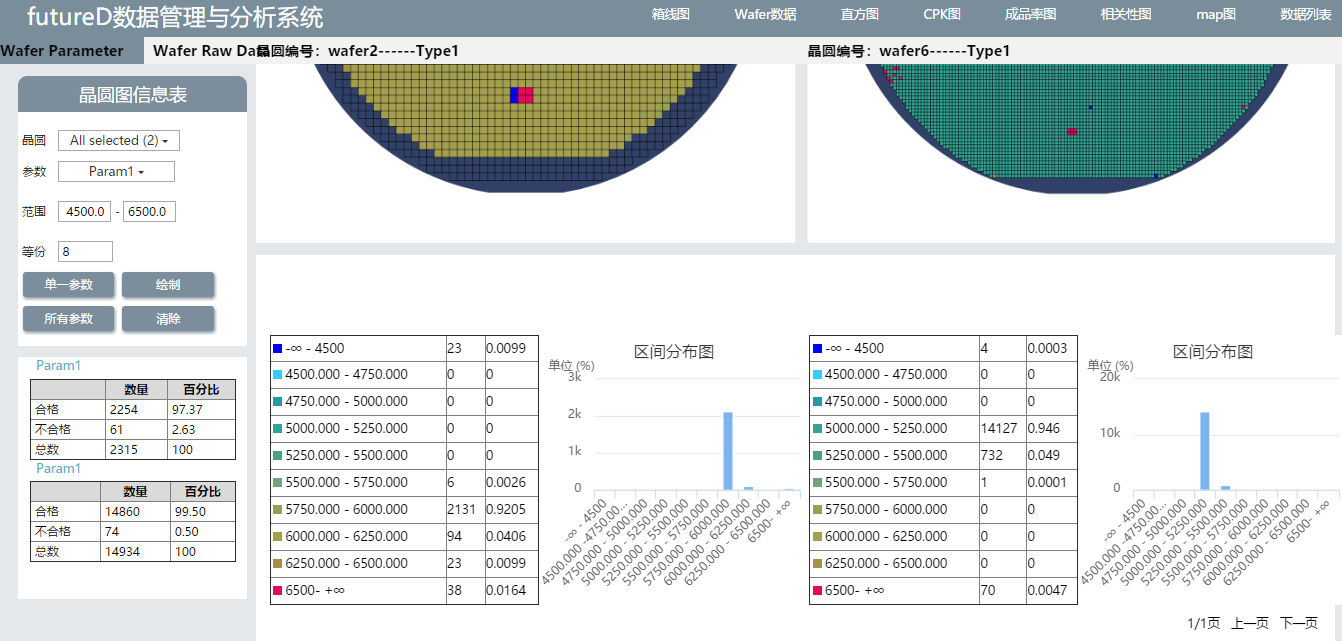 futureD数据管理与分析系统
箱线图 Wafer数据 直方图 CPK图 成品率图 相关性图 map图 数据列表
Wafer Parameter Wafer Raw Data
晶圆编号：wafer2------Type1
晶圆编号：wafer6------Type1
晶圆图信息表
晶圆 All selected (2)
参数 Param1
范围 4500.0 - 6500.0
等份 8
单一参数 绘制
所有参数 清除
Param1
数量 百分比
合格 2254 97.37
不合格 61 2.63
总数 2315 100
Param1
数量 百分比
合格 14860 99.50
不合格 74 0.50
总数 14934 100
-∞ - 4500 23 0.0099
4500.000 - 4750.000 0 0
4750.000 - 5000.000 0 0
5000.000 - 5250.000 0 0
5250.000 - 5500.000 0 0
5500.000 - 5750.000 6 0.0026
5750.000 - 6000.000 2131 0.9205
6000.000 - 6250.000 94 0.0406
6250.000 - 6500.000 23 0.0099
6500- +∞ 38 0.0164
区间分布图
单位 (%)
3k
2k
1k
0
-∞ - 4500
4500.000 -4750.00...
4750.000 - 5000.000
5000.000 - 5250.000
5250.000 - 5500.000
5500.000 - 5750.000
5750.000 - 6000.000
6000.000 - 6250.000
6250.000 - 6500.000
6500- +∞
-∞ - 4500 4 0.0003
4500.000 - 4750.000 0 0
4750.000 - 5000.000 0 0
5000.000 - 5250.000 14127 0.946
5250.000 - 5500.000 732 0.049
5500.000 - 5750.000 1 0.0001
5750.000 - 6000.000 0 0
6000.000 - 6250.000 0 0
6250.000 - 6500.000 0 0
6500- +∞ 70 0.0047
区间分布图
单位 (%)
20k
10k
0
-∞ - 4500
4500.000 -4750.00...
4750.000 - 5000.000
5000.000 - 5250.000
5250.000 - 5500.000
5500.000 - 5750.000
5750.000 - 6000.000
6000.000 - 6250.000
6250.000 - 6500.000
6500- +∞
1/1页 上一页 下一页